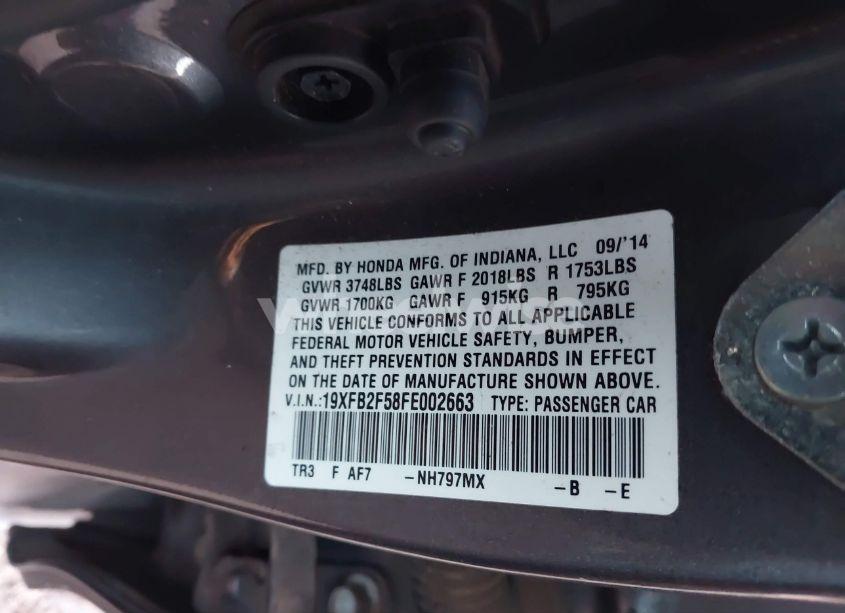 MFD. BY HONDA MFG. OF INDIANA, LLC 09/'14
GVWR 3748LBS GAWR F 2018LBS R 1753LBS
GVWR 1700KG GAWR F 915KG R 795KG
THIS VEHICLE CONFORMS TO ALL APPLICABLE
FEDERAL MOTOR VEHICLE SAFETY, BUMPER,
AND THEFT PREVENTION STANDARDS IN EFFECT
ON THE DATE OF MANUFACTURE SHOWN ABOVE.
V.I.N.:19XFB2F58FE002663 TYPE: PASSENGER CAR
TR3 F AF7 -NH797MX -B -E